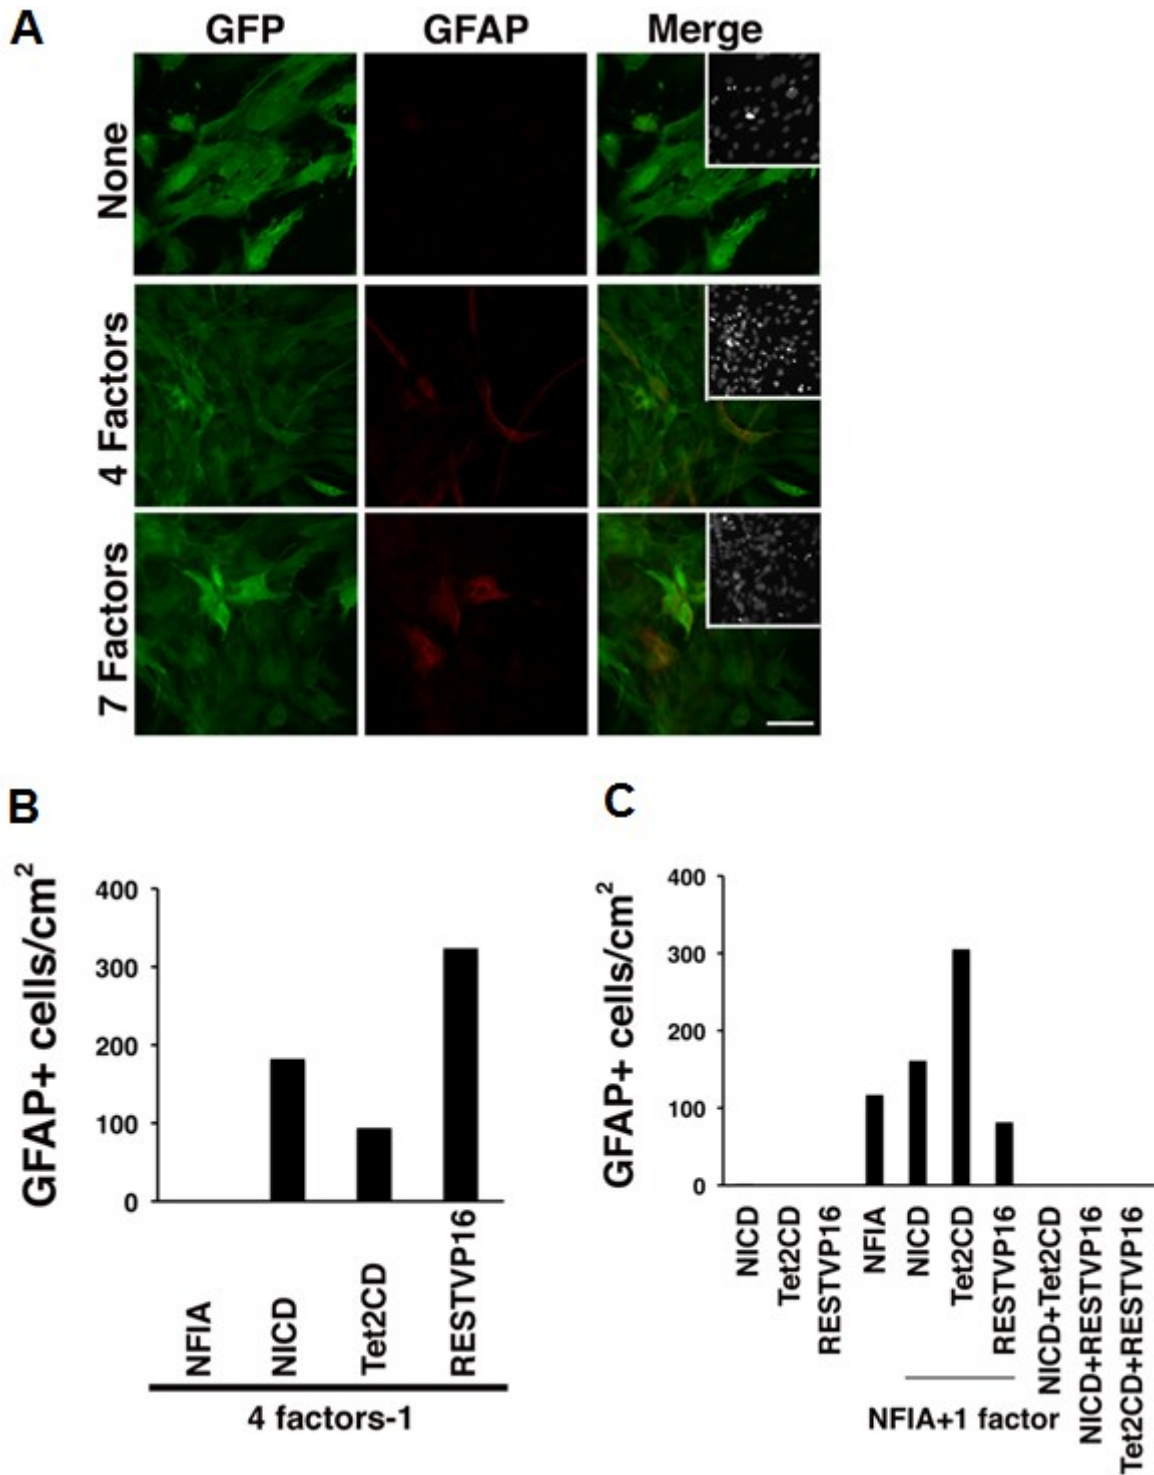 A
GFP GFAP Merge
None
4 Factors
7 Factors
B
GFAP+ cells/cm²
400
300
200
100
0
NFIA
NICD
Tet2CD
RESTVP16
4 factors-1
C
GFAP+ cells/cm²
400
300
200
100
0
NICD
Tet2CD
RESTVP16
NFIA
NICD
Tet2CD
RESTVP16
NICD+Tet2CD
NICD+RESTVP16
Tet2CD+RESTVP16
NFIA+1 factor